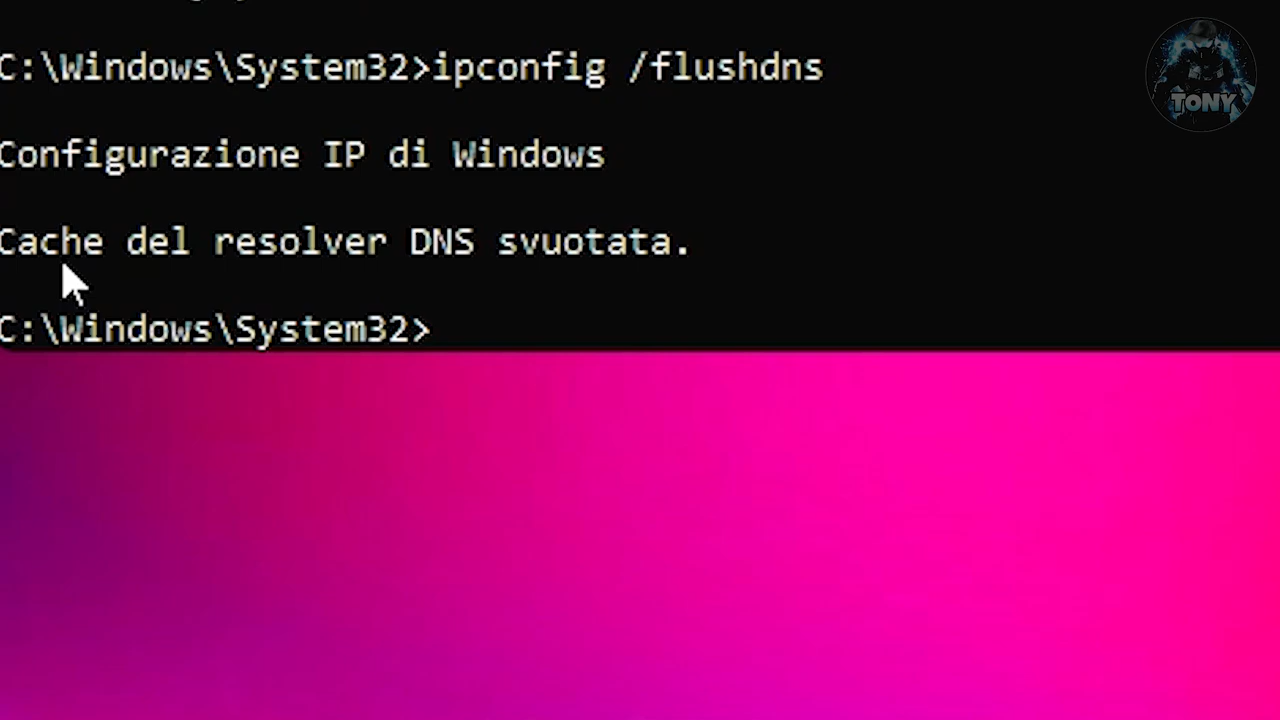 C:\Windows\System32>ipconfig /flushdns
Configurazione IP di Windows
Cache del resolver DNS svuotata.
C:\Windows\System32>
TONY